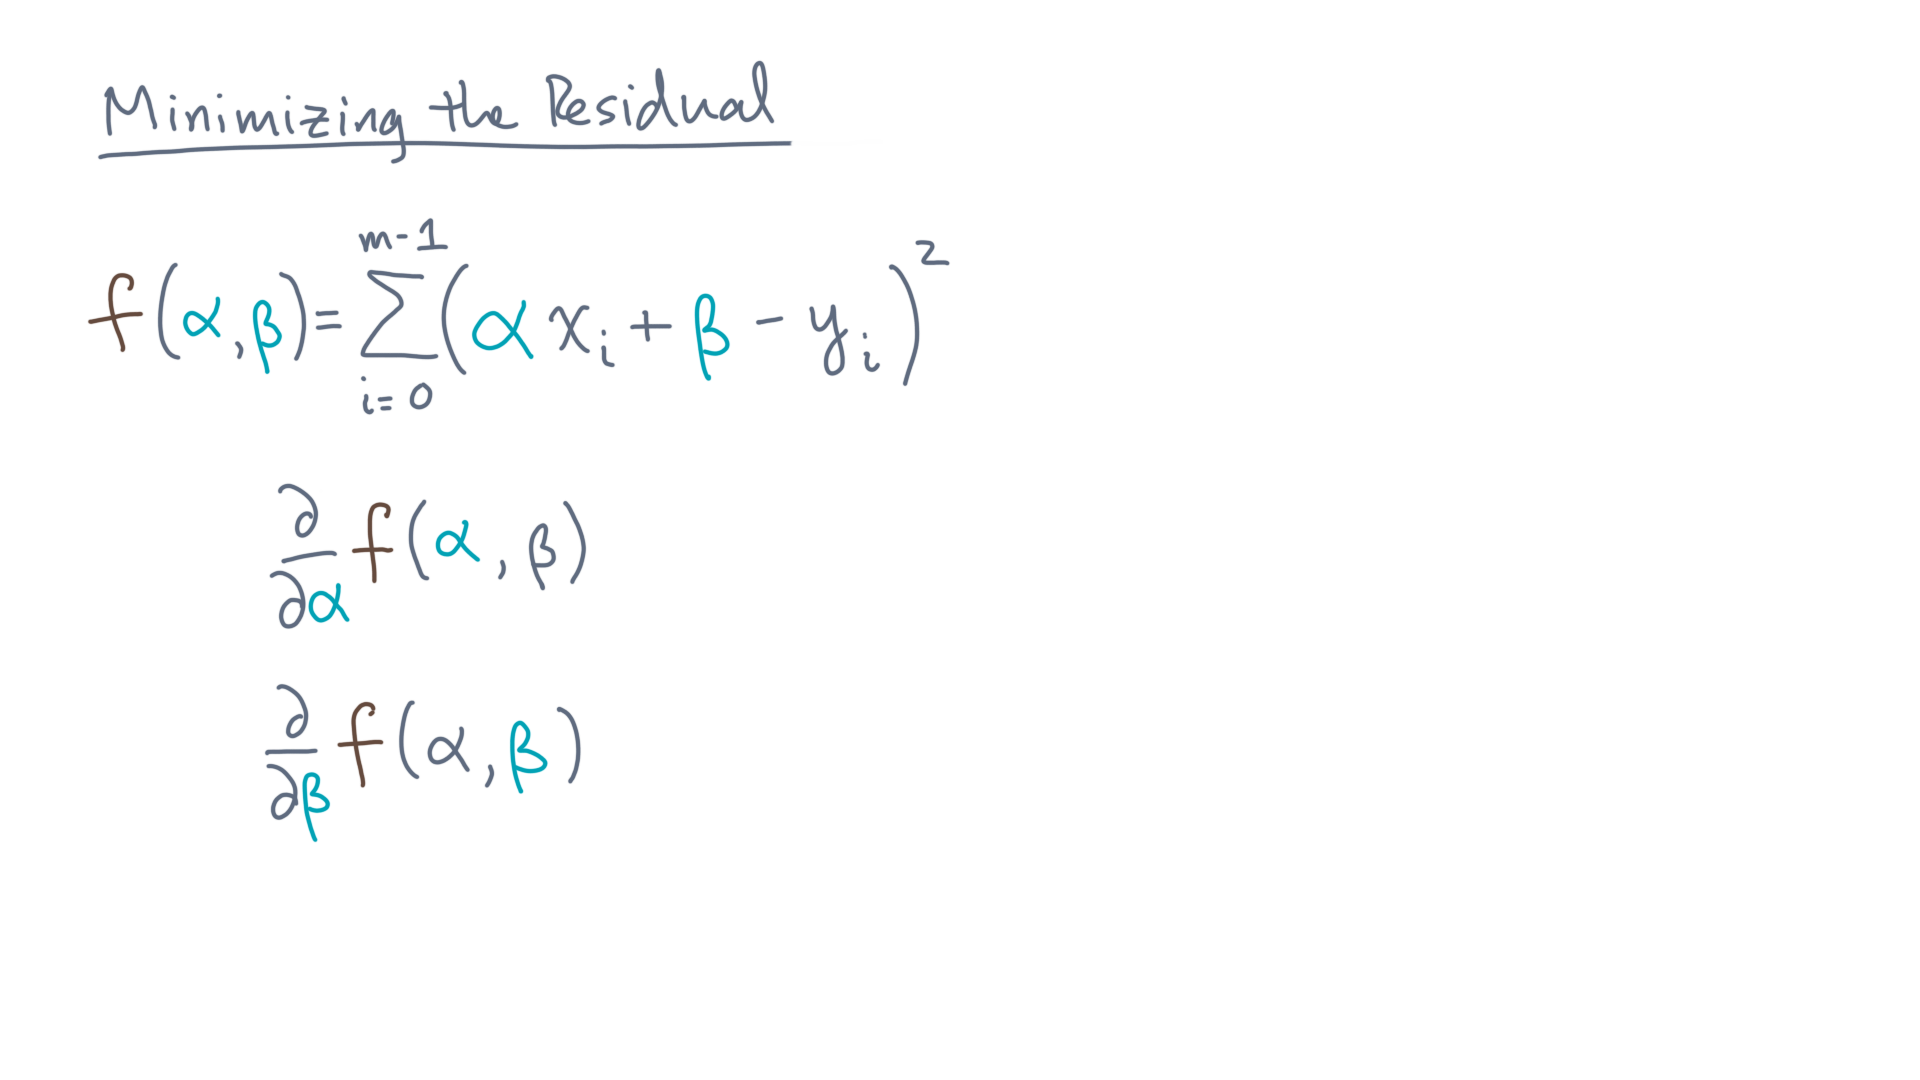 Minimizing the Residual
f(α,β)=∑_{i=0}^{m-1}(αx_i+β-y_i)^2
∂/∂α f(α,β)
∂/∂β f(α,β)